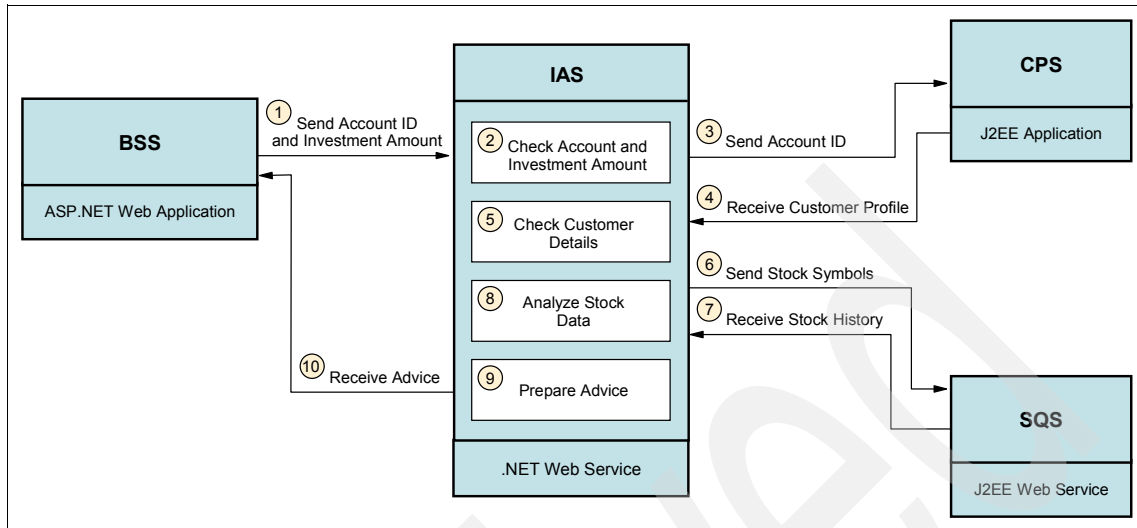 BSS
ASP.NET Web Application
1
Send Account ID
and Investment Amount
10
Receive Advice
IAS
2
Check Account and
Investment Amount
5
Check Customer
Details
8
Analyze Stock
Data
9
Prepare Advice
.NET Web Service
3
Send Account ID
4
Receive Customer Profile
6
Send Stock Symbols
7
Receive Stock History
CPS
J2EE Application
SQS
J2EE Web Service